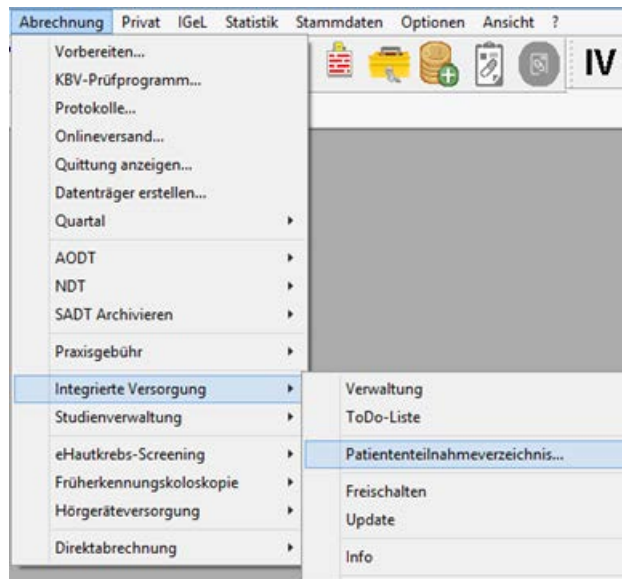 Abrechnung Privat IGeL Statistik Stammdaten Optionen Ansicht ?
IV
Vorbereiten...
KBV-Prüfprogramm...
Protokolle...
Onlineversand...
Quittung anzeigen...
Datenträger erstellen...
Quartal
AODT
NDT
SADT Archivieren
Praxisgebühr
Integrierte Versorgung
Studienverwaltung
eHautkrebs-Screening
Früherkennungskoloskopie
Hörgeräteversorgung
Direktabrechnung
Verwaltung
ToDo-Liste
Patiententeilnahmeverzeichnis...
Freischalten
Update
Info